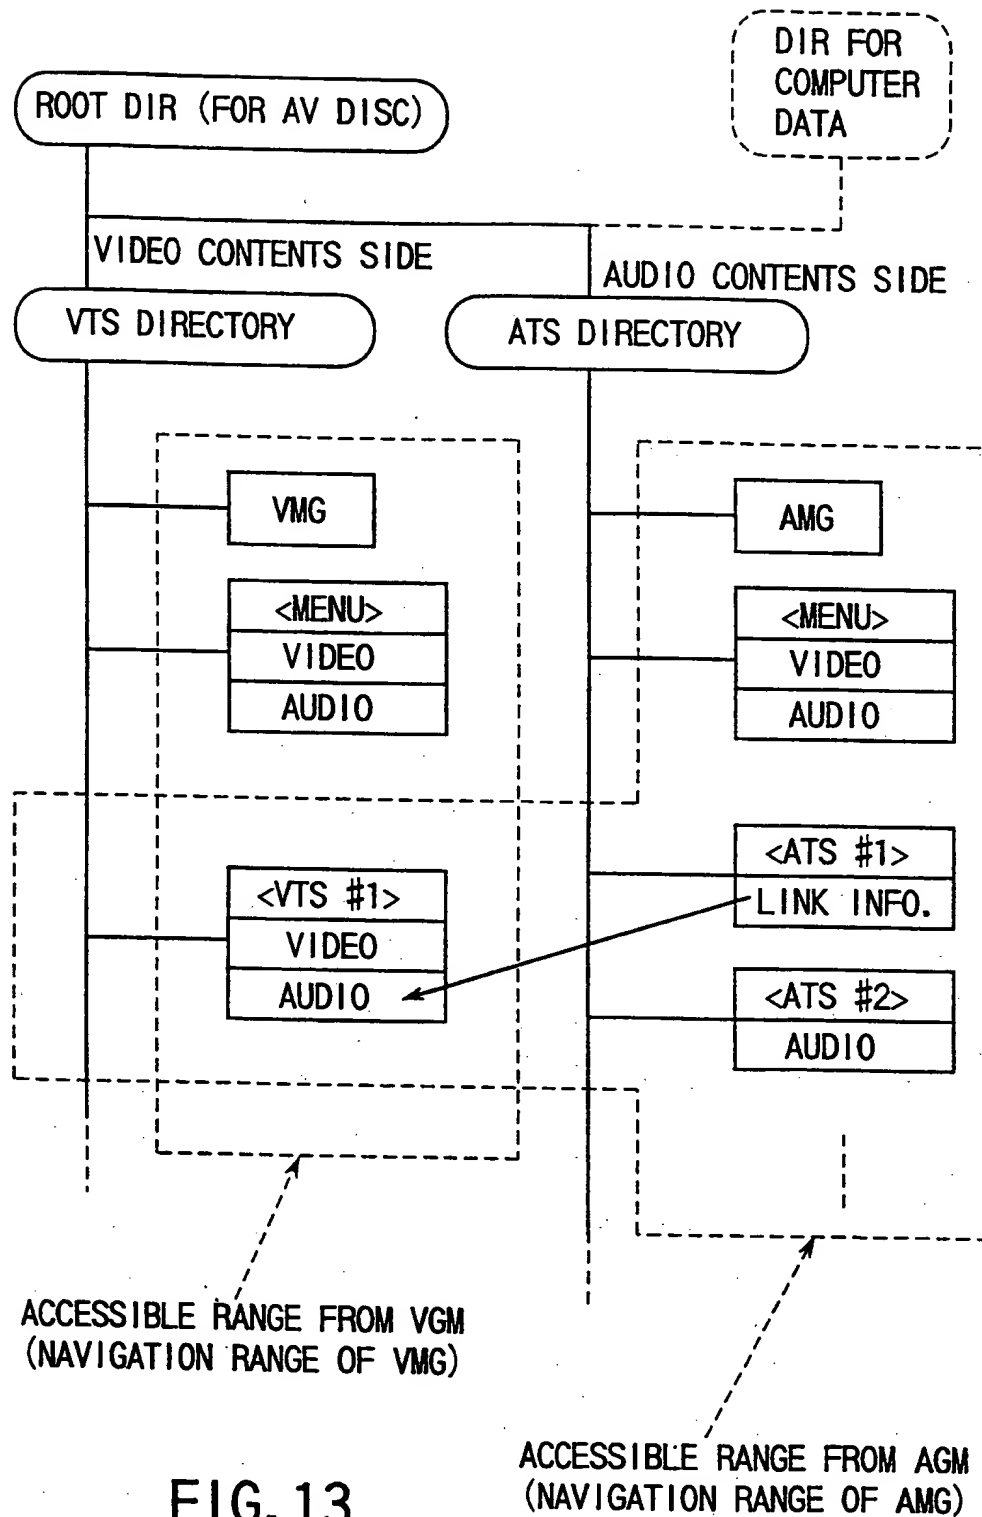 DIR FOR
COMPUTER
DATA
ROOT DIR (FOR AV DISC)
VIDEO CONTENTS SIDE
AUDIO CONTENTS SIDE
VTS DIRECTORY
ATS DIRECTORY
VMG
<MENU>
VIDEO
AUDIO
<VTS #1>
VIDEO
AUDIO
AMG
<MENU>
VIDEO
AUDIO
<ATS #1>
LINK INFO.
<ATS #2>
AUDIO
ACCESSIBLE RANGE FROM VGM
(NAVIGATION RANGE OF VMG)
ACCESSIBLE RANGE FROM AGM
(NAVIGATION RANGE OF AMG)
FIG. 13